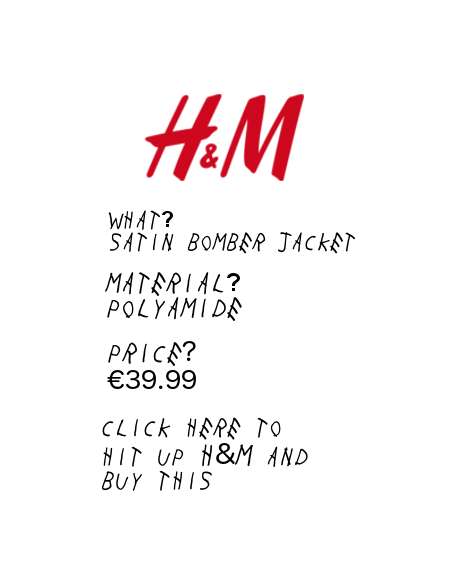 H&M
WHAT?
SATIN BOMBER JACKET
MATERIAL?
POLYAMIDE
PRICE?
€39.99
CLICK HERE TO
HIT UP H&M AND
BUY THIS